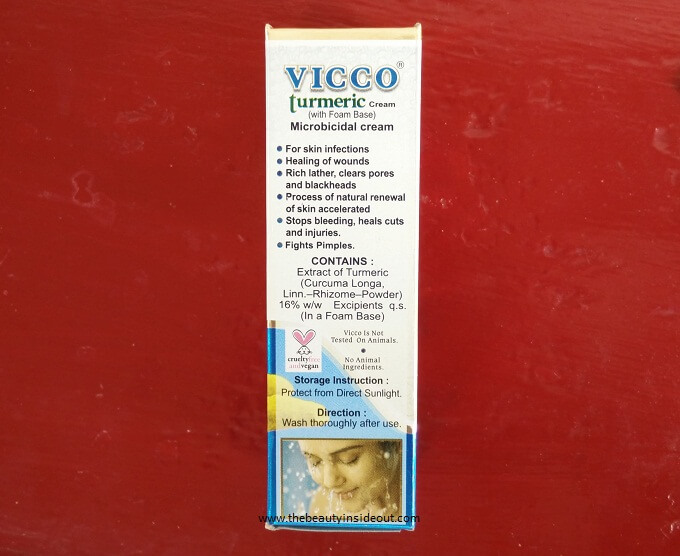 VICCO®
turmeric Cream
(with Foam Base)
Microbicidal cream
• For skin infections
• Healing of wounds
• Rich lather, clears pores
and blackheads
• Process of natural renewal
of skin accelerated
• Stops bleeding, heals cuts
and injuries.
• Fights Pimples.
CONTAINS :
Extract of Turmeric
(Curcuma Longa,
Linn.–Rhizome–Powder)
16% w/w Excipients q.s.
(In a Foam Base)
crueltyfree
andvegan
Vicco Is Not
Tested On Animals.
•
No Animal
Ingredients.
Storage Instruction :
Protect from Direct Sunlight.
Direction :
Wash thoroughly after use.
www.thebeautyinsideout.com